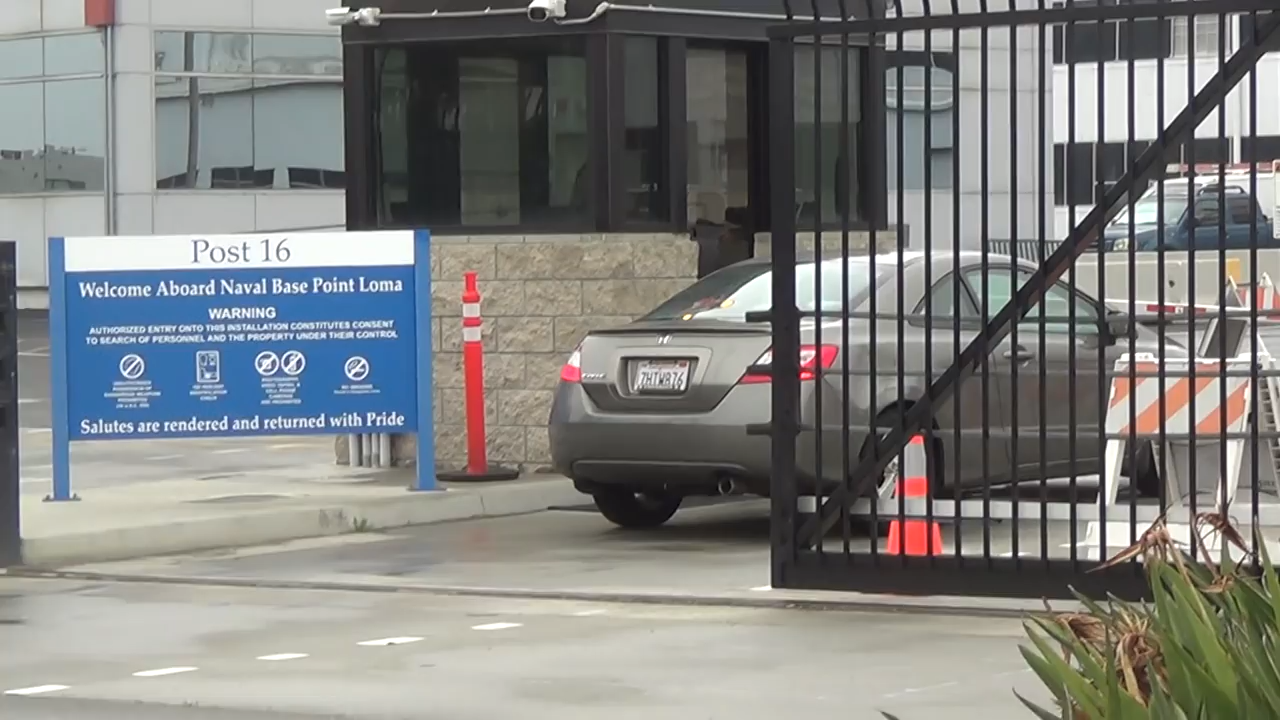 Post 16
Welcome Aboard Naval Base Point Loma
WARNING
AUTHORIZED ENTRY ONTO THIS INSTALLATION CONSTITUTES CONSENT
TO SEARCH OF PERSONNEL AND THE PROPERTY UNDER THEIR CONTROL
Salutes are rendered and returned with Pride
7HTWR76